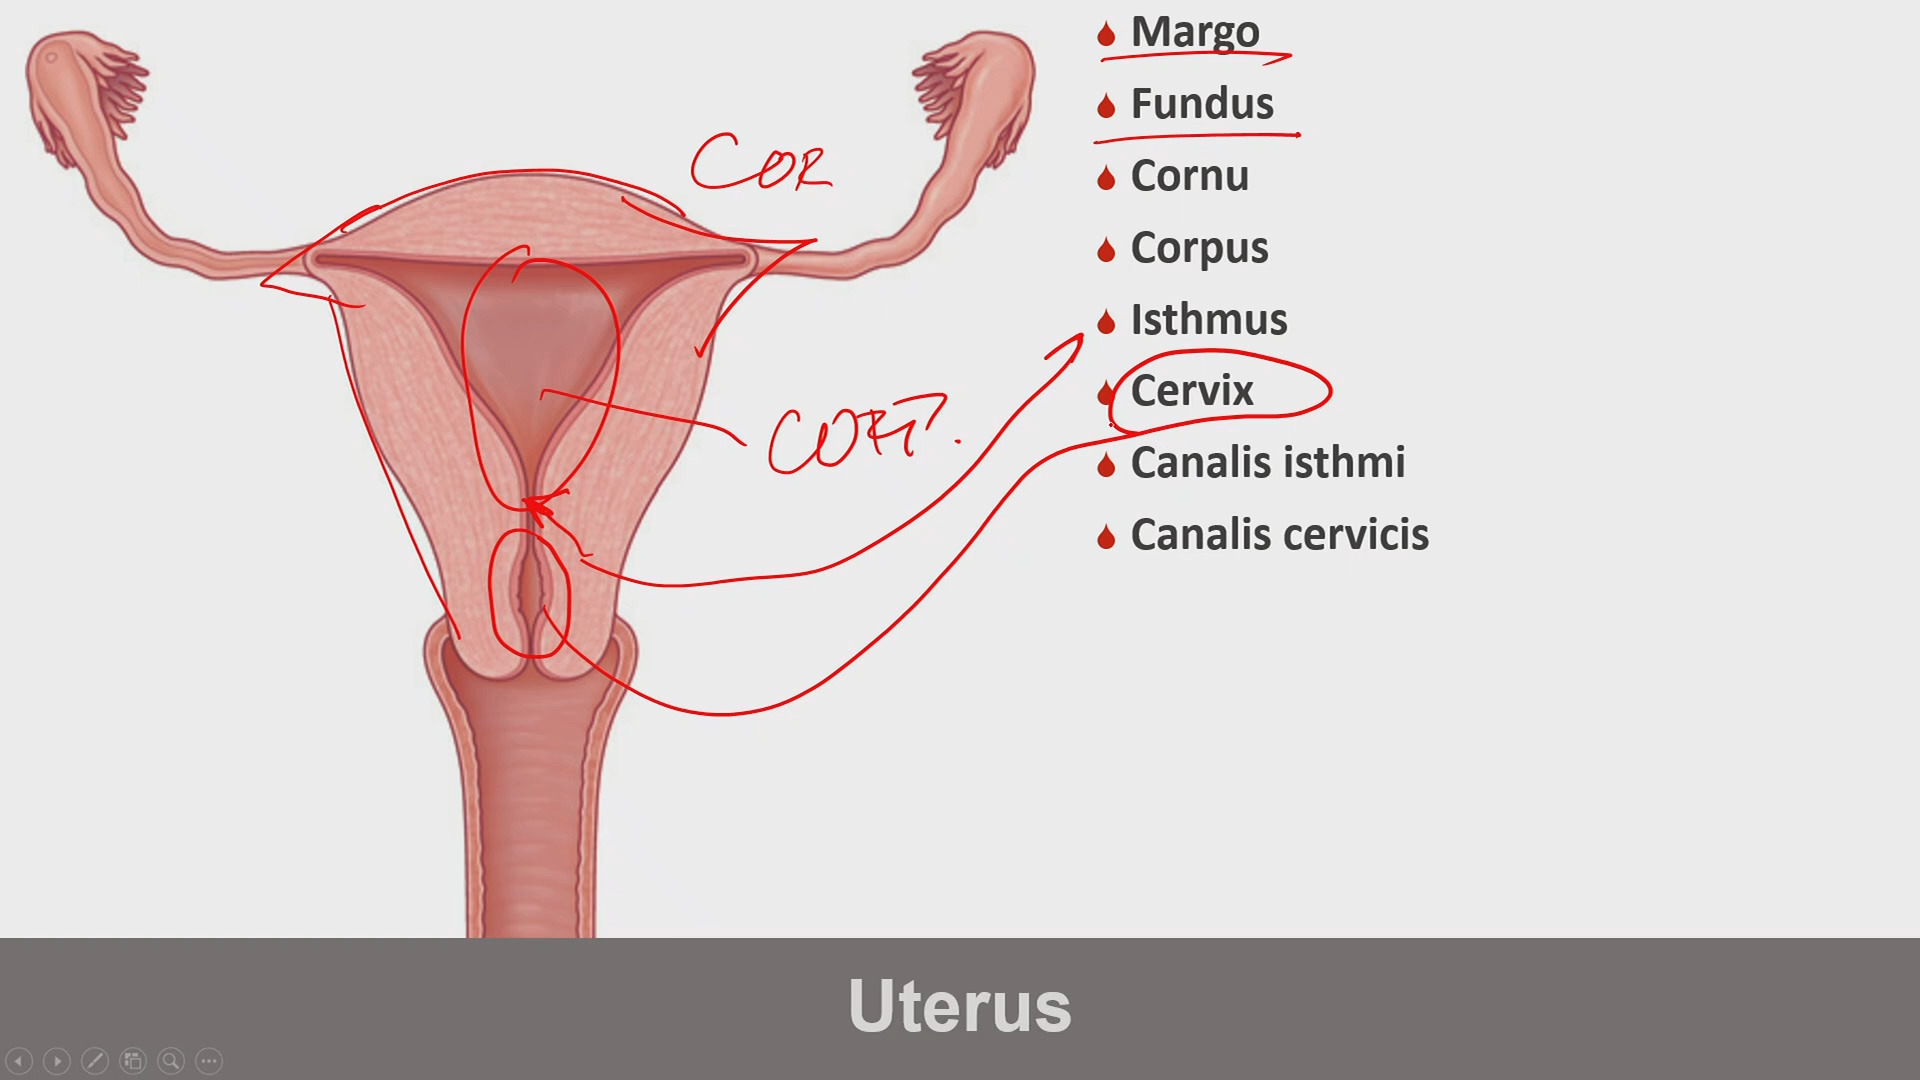 Margo
Fundus
Cornu
Corpus
Isthmus
Cervix
Canalis isthmi
Canalis cervicis
COR
Uterus